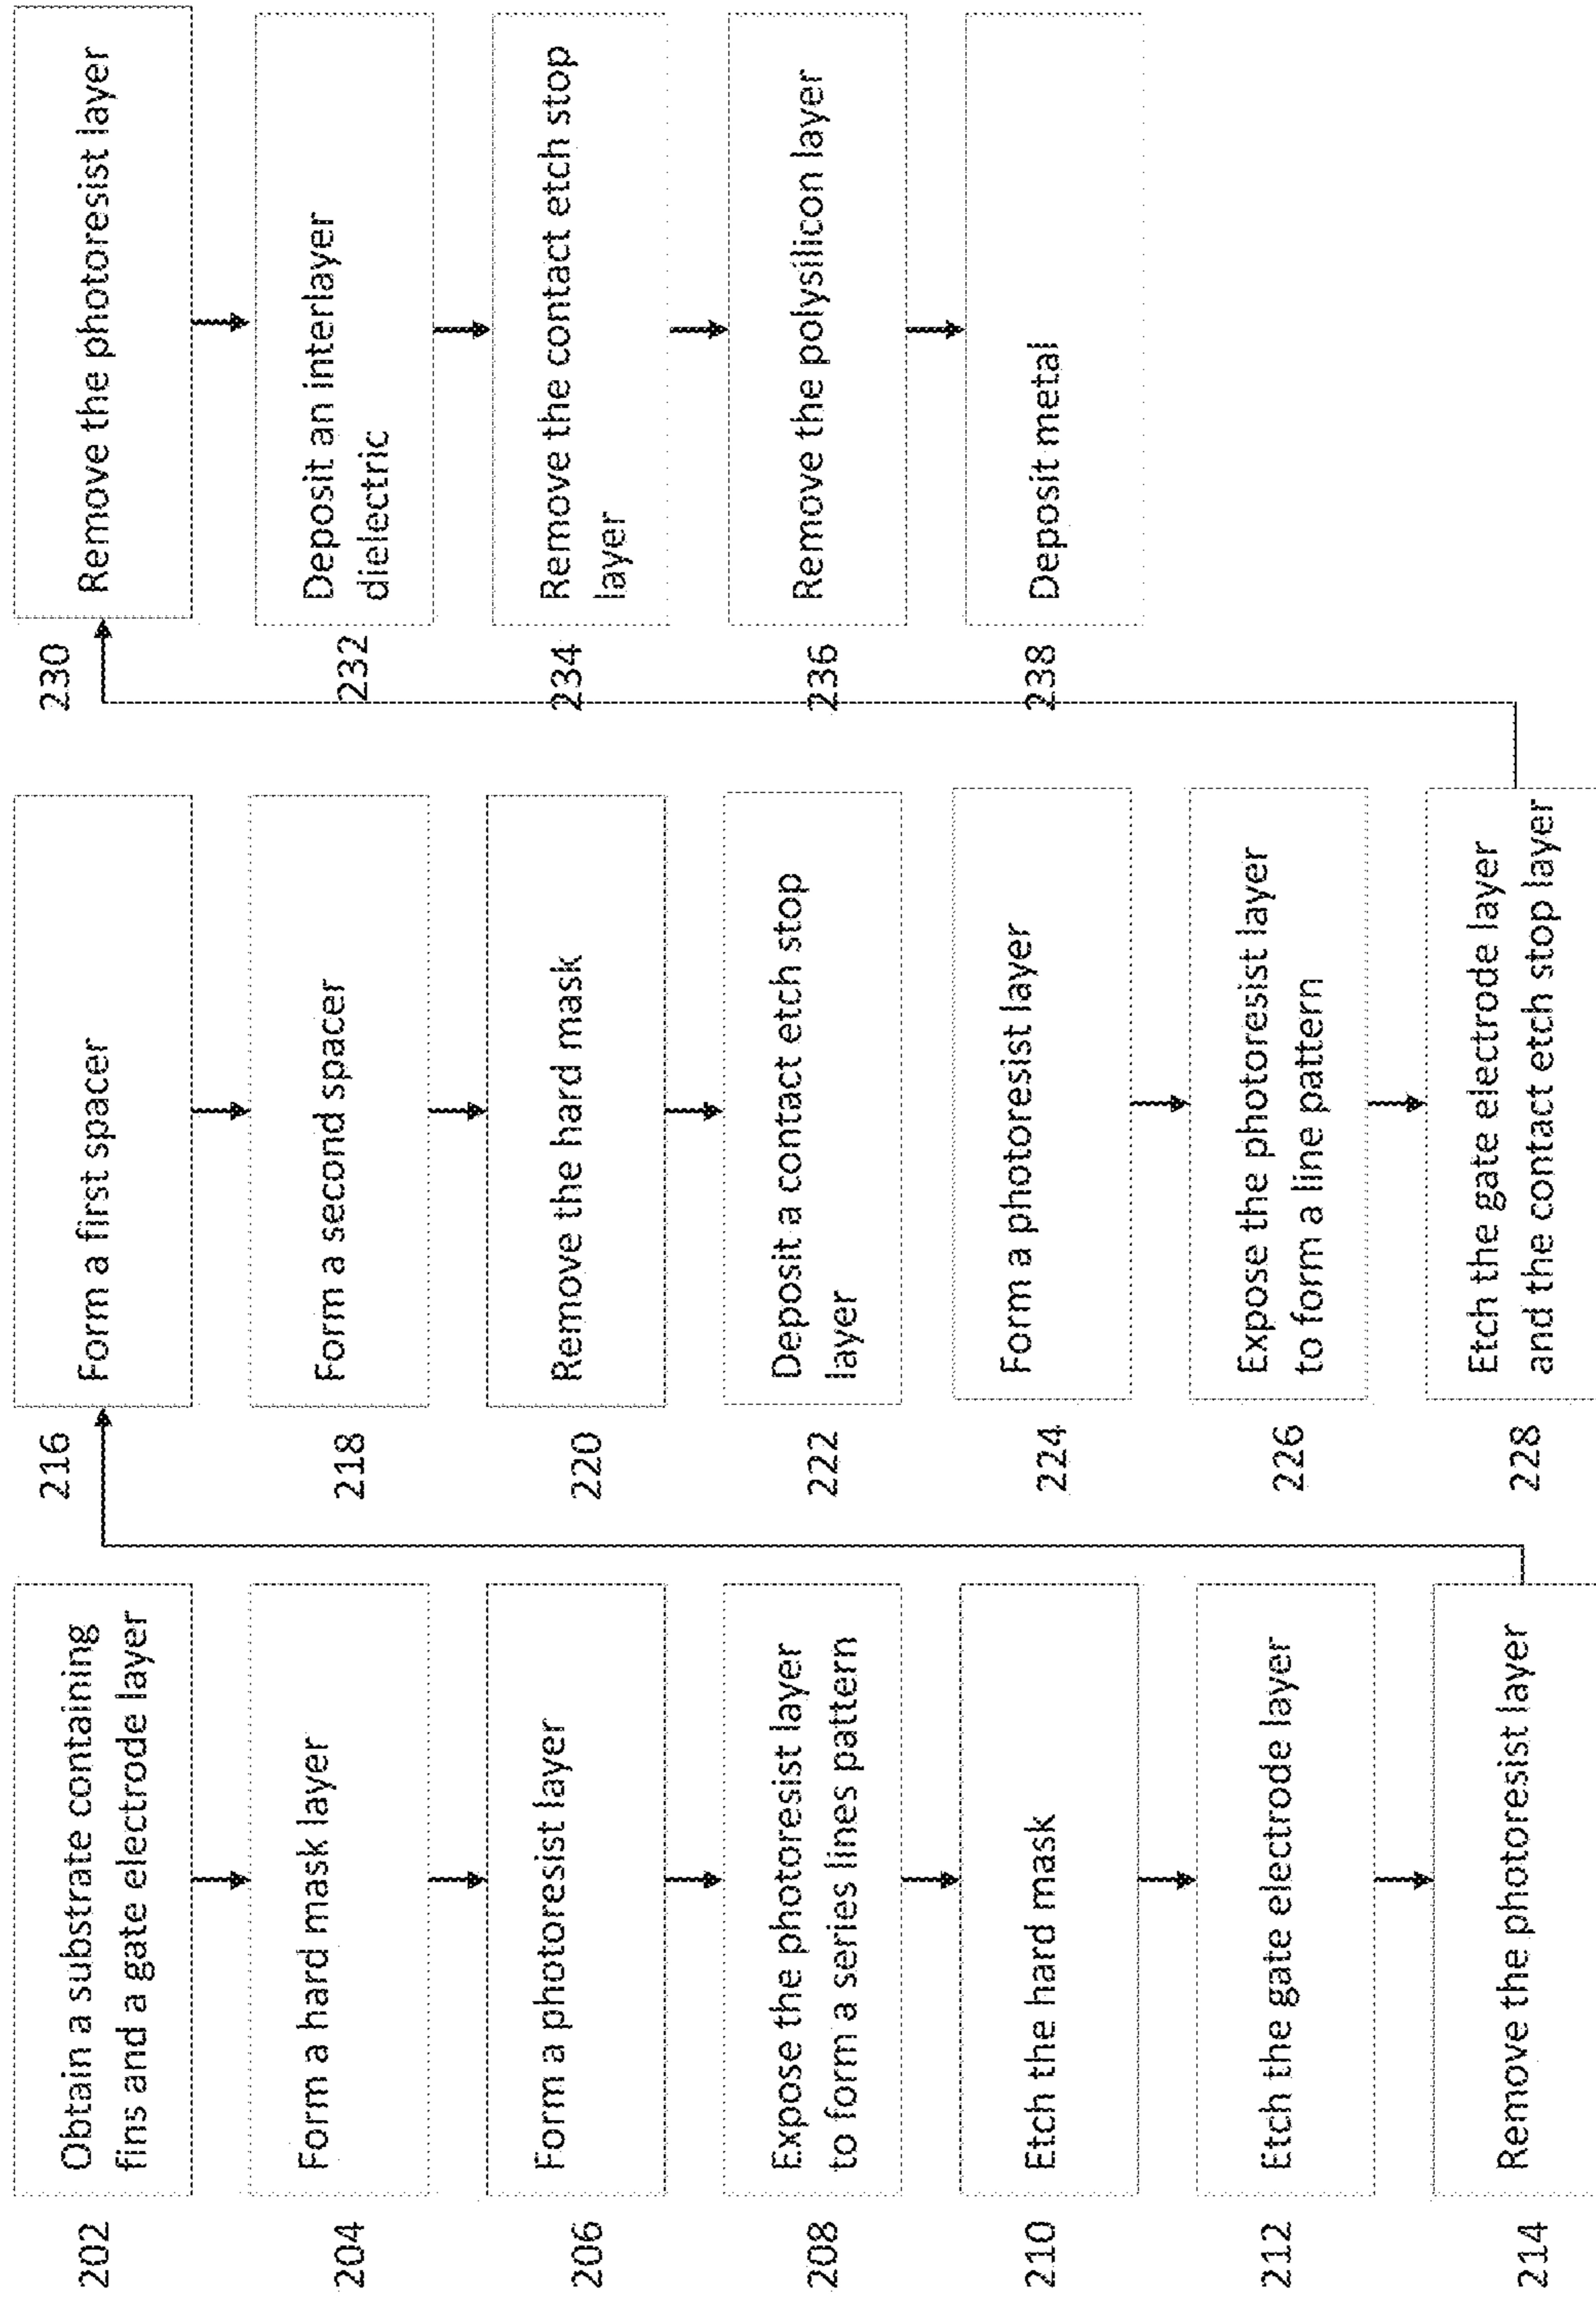 202
Obtain a substrate containing
fins and a gate electrode layer
204
Form a hard mask layer
206
Form a photoresist layer
208
Expose the photoresist layer
to form a series lines pattern
210
Etch the hard mask
212
Etch the gate electrode layer
214
Remove the photoresist layer
216
Form a first spacer
218
Form a second spacer
220
Remove the hard mask
222
Deposit a contact etch stop
layer
224
Form a photoresist layer
226
Expose the photoresist layer
to form a line pattern
228
Etch the gate electrode layer
and the contact etch stop layer
230
Remove the photoresist layer
232
Deposit an interlayer
dielectric
234
Remove the contact etch stop
layer
236
Remove the polysilicon layer
238
Deposit metal